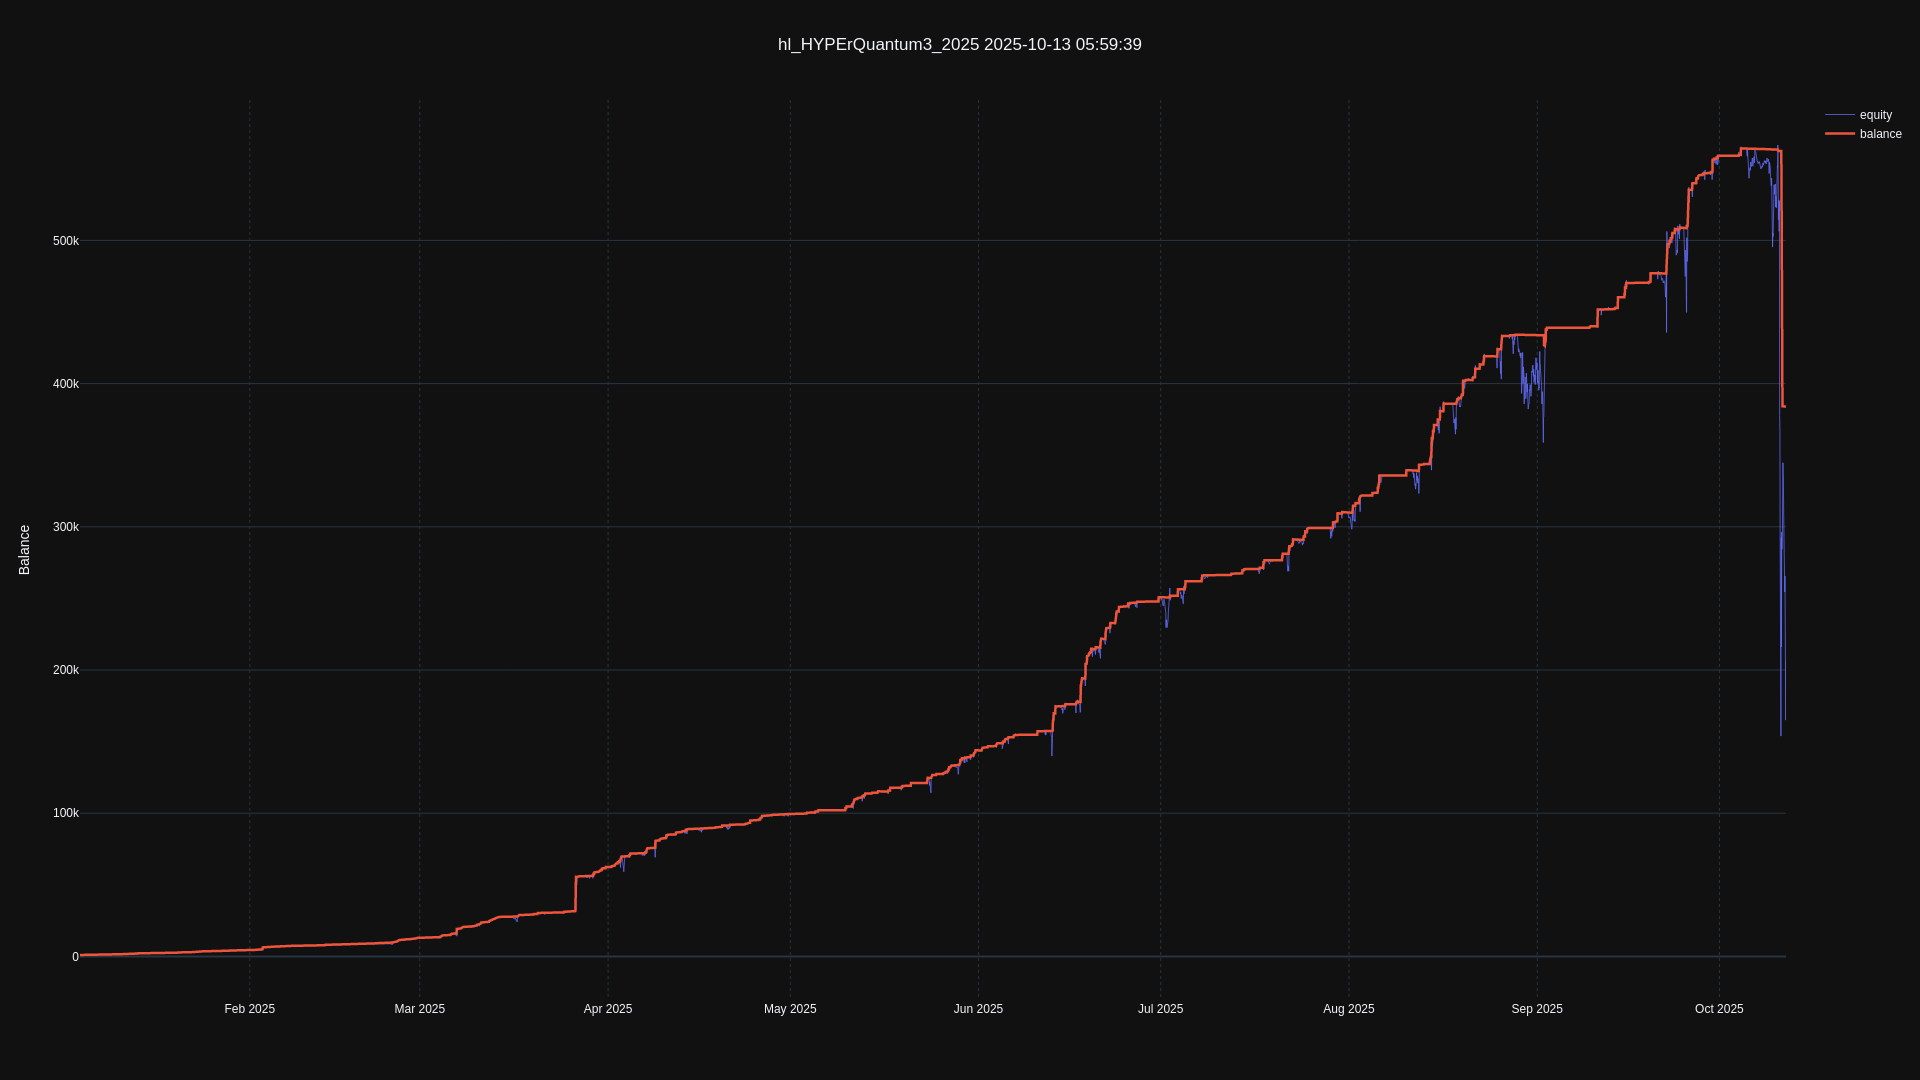 hl_HYPErQuantum3_2025 2025-10-13 05:59:39
equity
balance
500k
400k
300k
200k
100k
0
Balance
Feb 2025
Mar 2025
Apr 2025
May 2025
Jun 2025
Jul 2025
Aug 2025
Sep 2025
Oct 2025